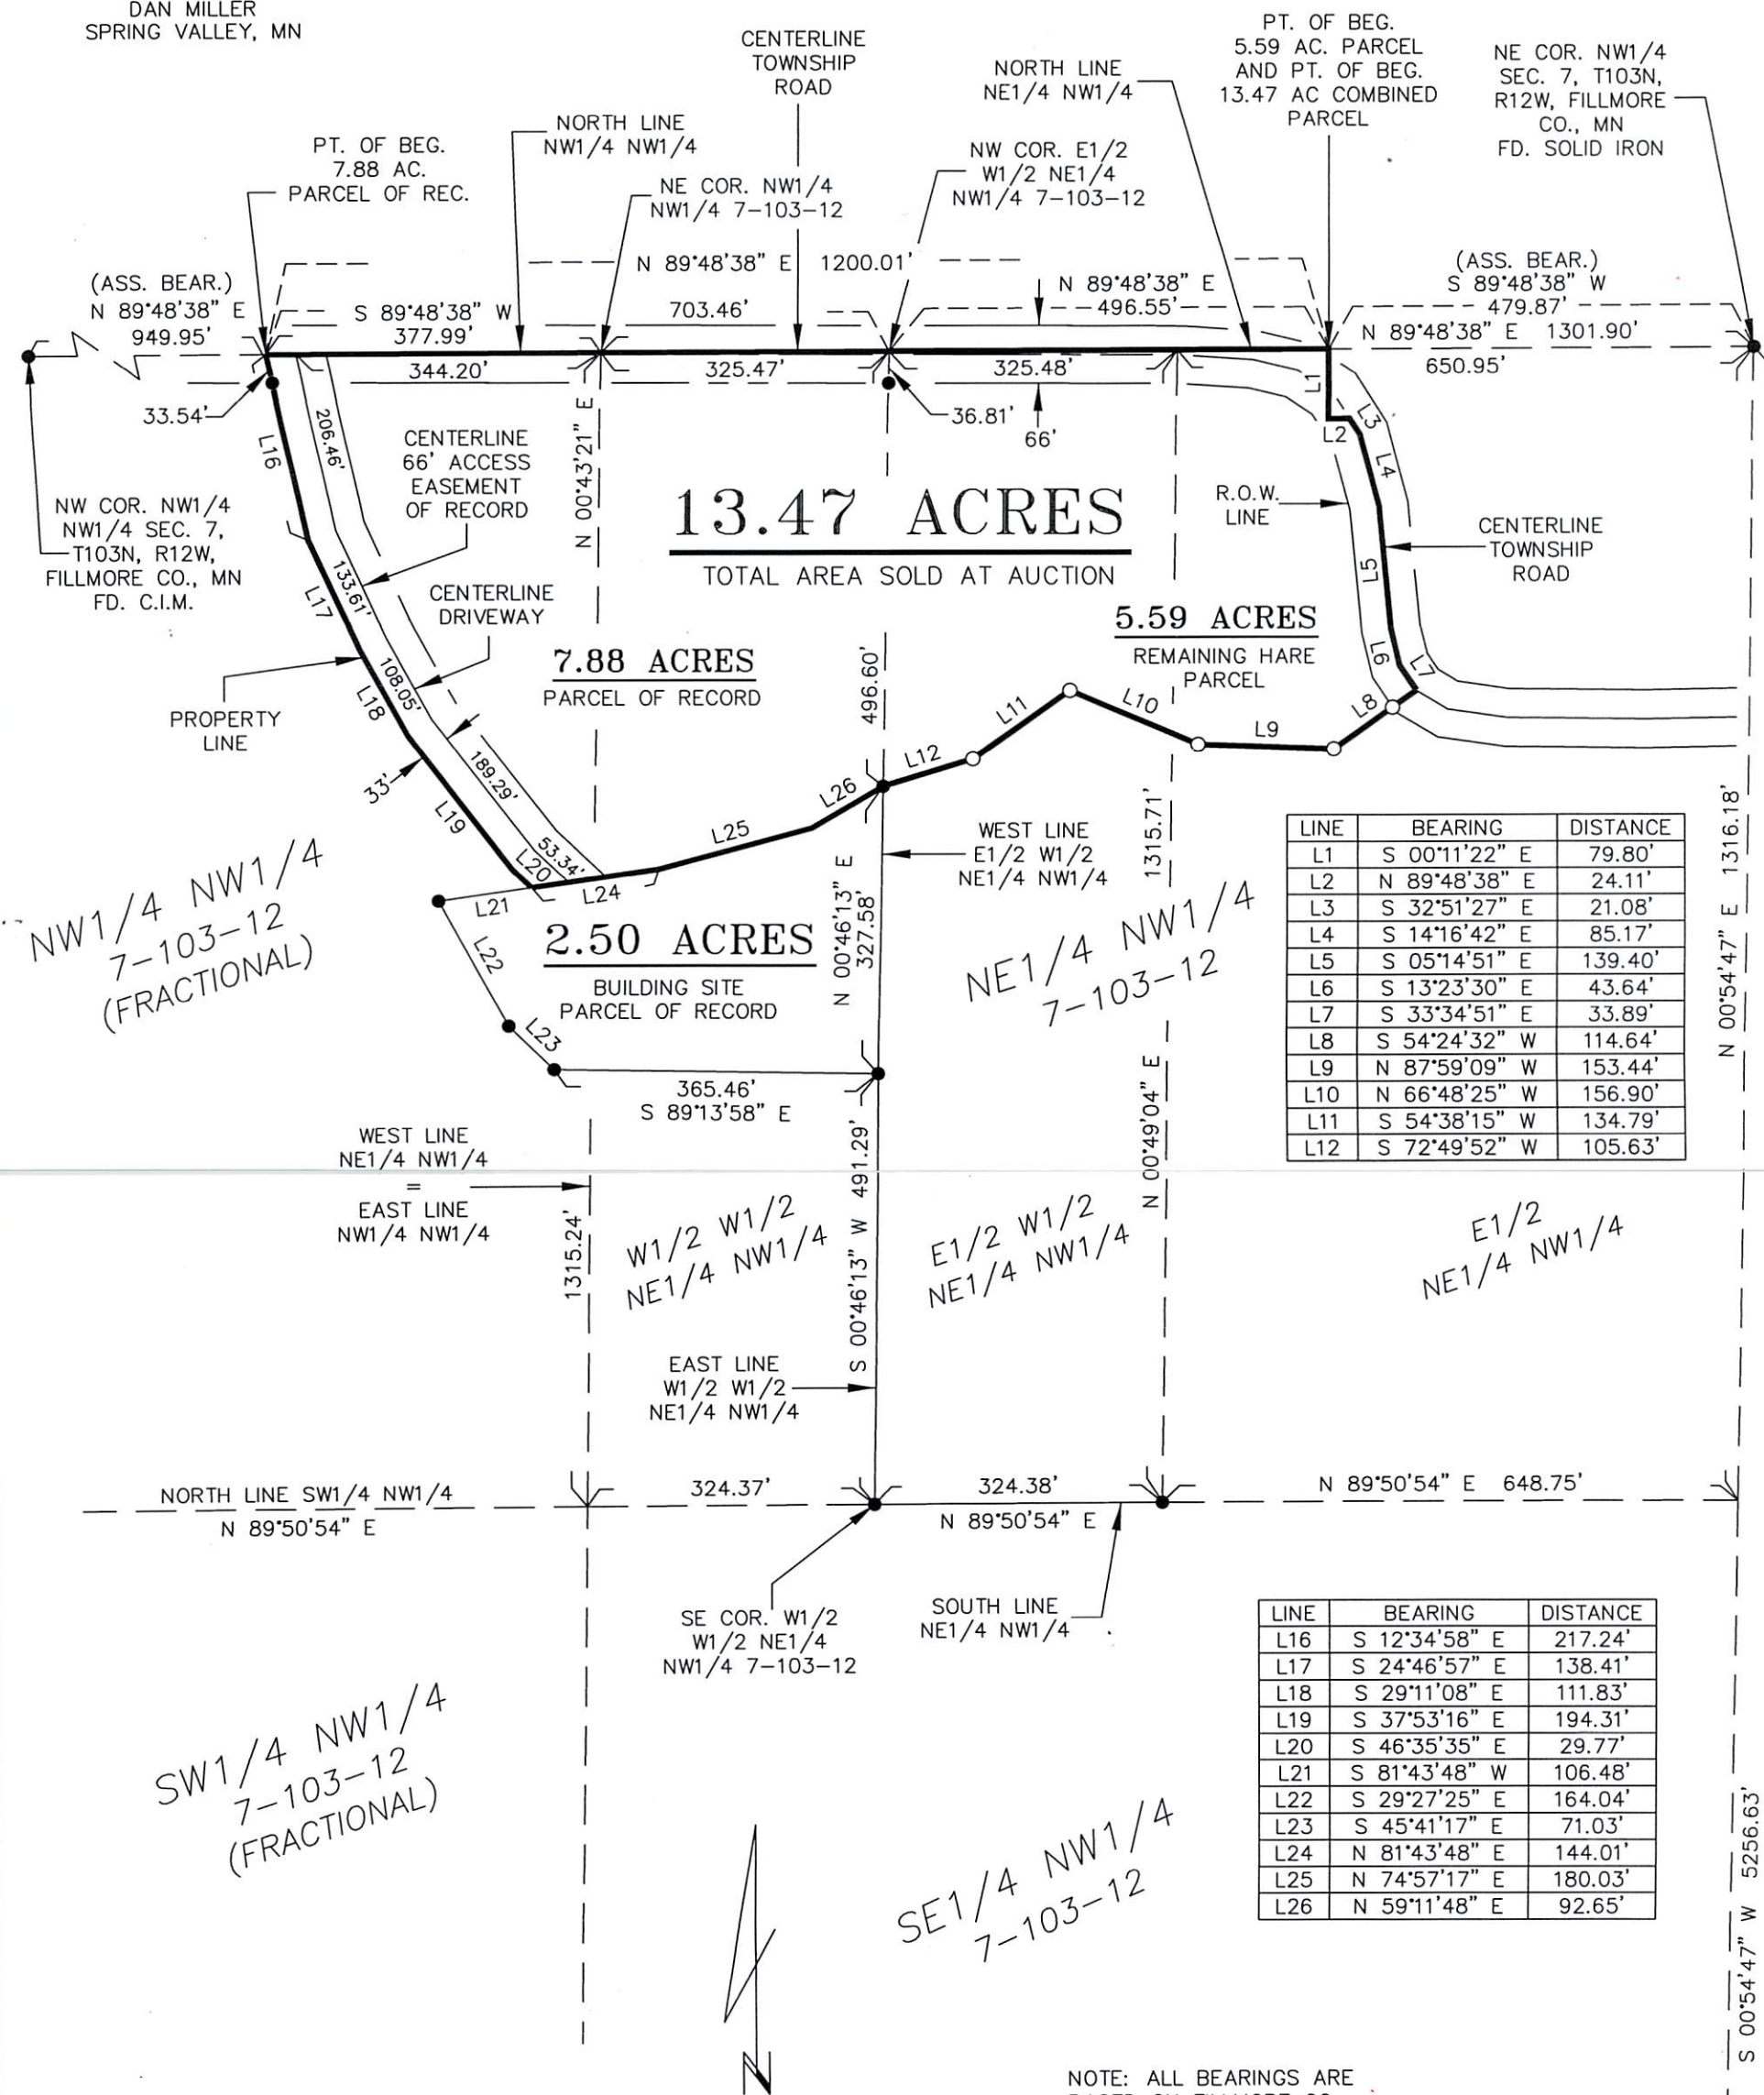 DAN MILLER
SPRING VALLEY, MN
CENTERLINE
TOWNSHIP
ROAD
PT. OF BEG.
5.59 AC. PARCEL
AND PT. OF BEG.
13.47 AC COMBINED
PARCEL
NE COR. NW1/4
SEC. 7, T103N,
R12W, FILLMORE
CO., MN
FD. SOLID IRON
NORTH LINE
NE1/4 NW1/4
NORTH LINE
NW1/4 NW1/4
PT. OF BEG.
7.88 AC.
PARCEL OF REC.
NE COR. NW1/4
NW1/4 7-103-12
NW COR. E1/2
W1/2 NE1/4
NW1/4 7-103-12
N 89°48'38" E 1200.01'
(ASS. BEAR.)
N 89°48'38" E
949.95'
S 89°48'38" W
377.99'
703.46'
N 89°48'38" E
496.55'
(ASS. BEAR.)
S 89°48'38" W
479.87'
N 89°48'38" E 1301.90'
650.95'
344.20'
325.47'
325.48'
33.54'
36.81'
66'
L1
L2
L3
L4
L5
L6
L7
L8
L9
L10
L11
L12
L16
L17
L18
L19
L20
L21
L22
L23
L24
L25
L26
206.46'
133.61'
108.05'
189.29'
53.34'
33'
CENTERLINE
66' ACCESS
EASEMENT
OF RECORD
N 00°43'21" E
NW COR. NW1/4
NW1/4 SEC. 7,
T103N, R12W,
FILLMORE CO., MN
FD. C.I.M.
13.47 ACRES
TOTAL AREA SOLD AT AUCTION
R.O.W.
LINE
CENTERLINE
TOWNSHIP
ROAD
CENTERLINE
DRIVEWAY
7.88 ACRES
PARCEL OF RECORD
5.59 ACRES
REMAINING HARE
PARCEL
PROPERTY
LINE
496.60'
WEST LINE
E1/2 W1/2
NE1/4 NW1/4
1315.71'
N 00°49'04" E
N 00°54'47" E 1316.18'
NW1/4 NW1/4
7-103-12
(FRACTIONAL)
2.50 ACRES
BUILDING SITE
PARCEL OF RECORD
N 00°46'13" E
327.58'
NE1/4 NW1/4
7-103-12
365.46'
S 89°13'58" E
LINE BEARING DISTANCE
L1 S 00°11'22" E 79.80'
L2 N 89°48'38" E 24.11'
L3 S 32°51'27" E 21.08'
L4 S 14°16'42" E 85.17'
L5 S 05°14'51" E 139.40'
L6 S 13°23'30" E 43.64'
L7 S 33°34'51" E 33.89'
L8 S 54°24'32" W 114.64'
L9 N 87°59'09" W 153.44'
L10 N 66°48'25" W 156.90'
L11 S 54°38'15" W 134.79'
L12 S 72°49'52" W 105.63'
WEST LINE
NE1/4 NW1/4
=
EAST LINE
NW1/4 NW1/4
1315.24'
W1/2 W1/2
NE1/4 NW1/4
S 00°46'13" W 491.29'
E1/2 W1/2
NE1/4 NW1/4
E1/2
NE1/4 NW1/4
EAST LINE
W1/2 W1/2
NE1/4 NW1/4
NORTH LINE SW1/4 NW1/4
N 89°50'54" E
324.37'
324.38'
N 89°50'54" E
N 89°50'54" E 648.75'
SE COR. W1/2
W1/2 NE1/4
NW1/4 7-103-12
SOUTH LINE
NE1/4 NW1/4
LINE BEARING DISTANCE
L16 S 12°34'58" E 217.24'
L17 S 24°46'57" E 138.41'
L18 S 29°11'08" E 111.83'
L19 S 37°53'16" E 194.31'
L20 S 46°35'35" E 29.77'
L21 S 81°43'48" W 106.48'
L22 S 29°27'25" E 164.04'
L23 S 45°41'17" E 71.03'
L24 N 81°43'48" E 144.01'
L25 N 74°57'17" E 180.03'
L26 N 59°11'48" E 92.65'
SW1/4 NW1/4
7-103-12
(FRACTIONAL)
SE1/4 NW1/4
7-103-12
S 00°54'47" W 5256.63'
N
NOTE: ALL BEARINGS ARE